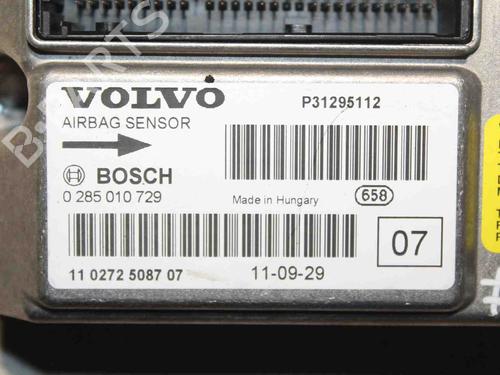 VOLVO
P31295112
AIRBAG SENSOR
BOSCH
0 285 010 729
Made in Hungary
658
07
11 0272 5087 07
11-09-29